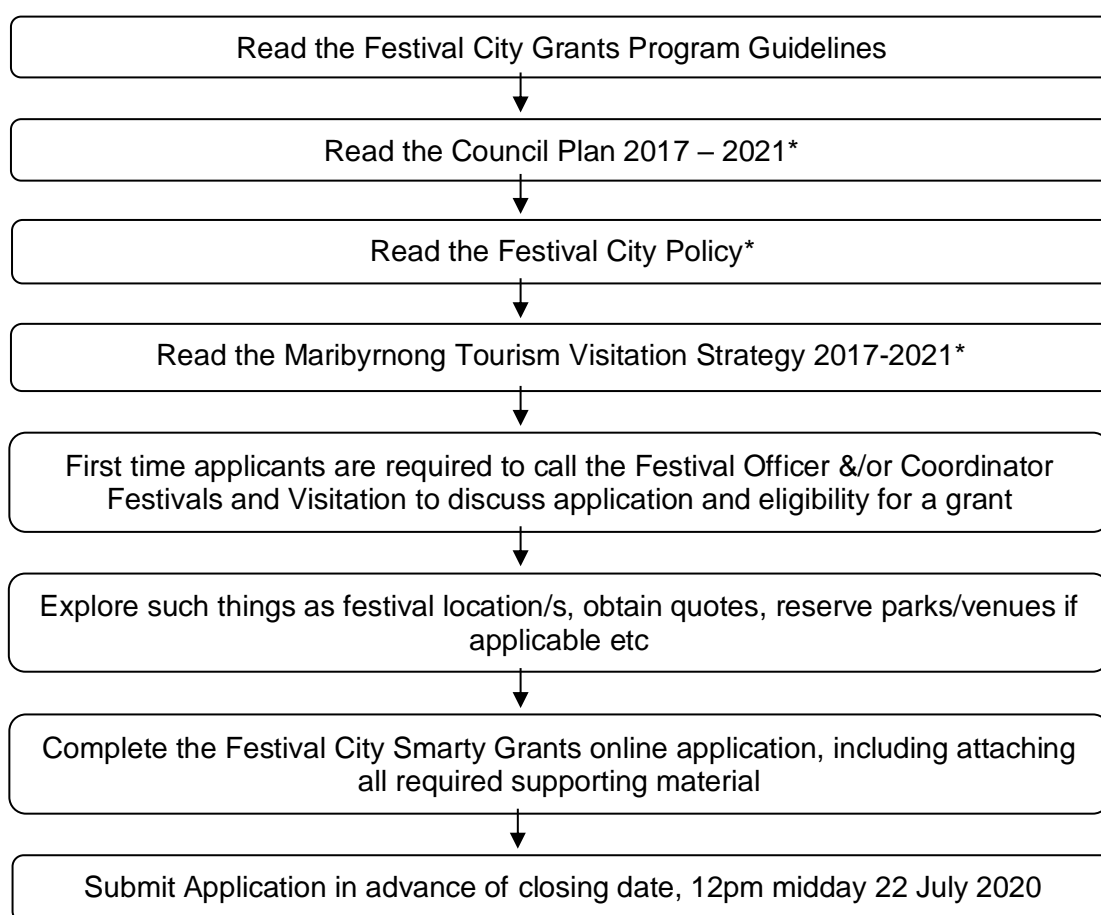 Read the Festival City Grants Program Guidelines
Read the Council Plan 2017 – 2021*
Read the Festival City Policy*
Read the Maribyrnong Tourism Visitation Strategy 2017-2021*
First time applicants are required to call the Festival Officer &/or Coordinator
Festivals and Visitation to discuss application and eligibility for a grant
Explore such things as festival location/s, obtain quotes, reserve parks/venues if
applicable etc
Complete the Festival City Smarty Grants online application, including attaching
all required supporting material
Submit Application in advance of closing date, 12pm midday 22 July 2020